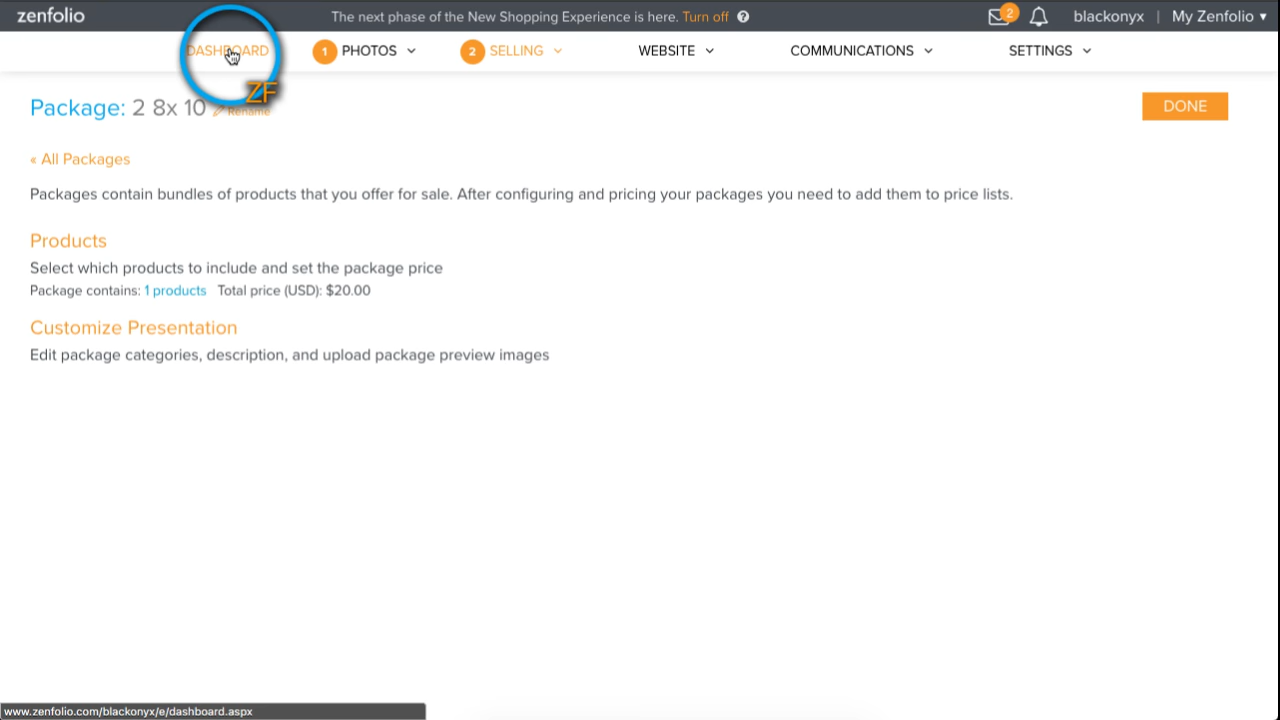 zenfolio
The next phase of the New Shopping Experience is here. Turn off
2
blackonyx | My Zenfolio
DASHBOARD
1 PHOTOS
2 SELLING
WEBSITE
COMMUNICATIONS
SETTINGS
ZF
Package: 2 8x 10 Rename
DONE
« All Packages
Packages contain bundles of products that you offer for sale. After configuring and pricing your packages you need to add them to price lists.
Products
Select which products to include and set the package price
Package contains: 1 products Total price (USD): $20.00
Customize Presentation
Edit package categories, description, and upload package preview images
www.zenfolio.com/blackonyx/e/dashboard.aspx